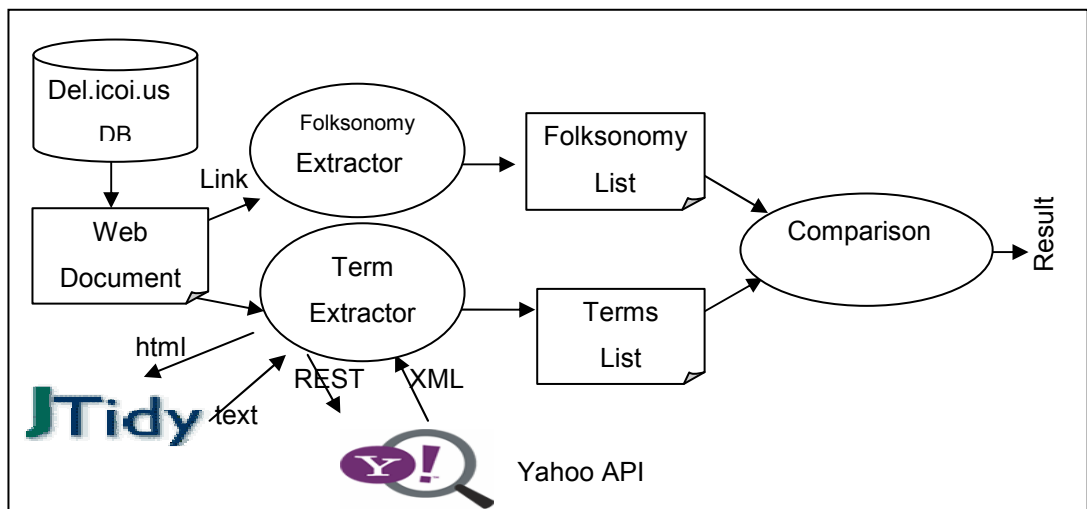 Del.icoi.us
DB
Folksonomy
Extractor
Folksonomy
List
Link
Web
Document
Comparison
Result
Term
Extractor
Terms
List
html
REST
XML
JTidy
text
Y!
Yahoo API